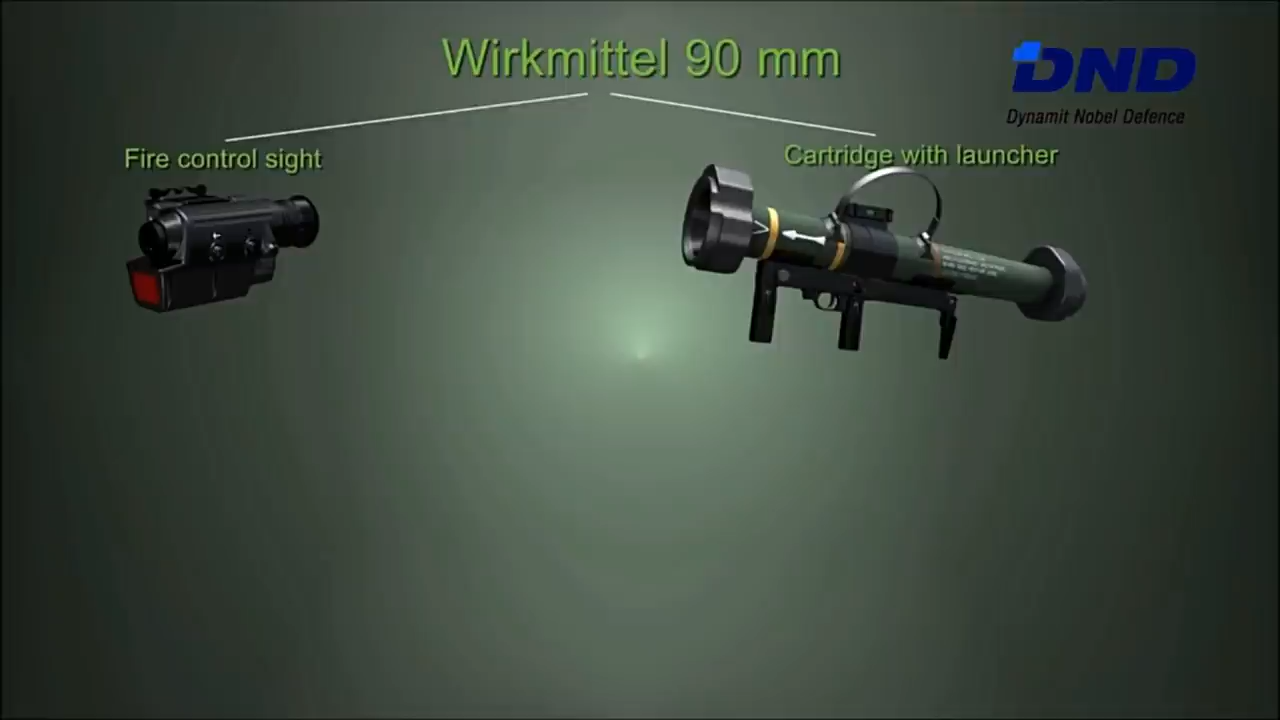 Wirkmittel 90 mm
DND
Dynamit Nobel Defence
Fire control sight
Cartridge with launcher